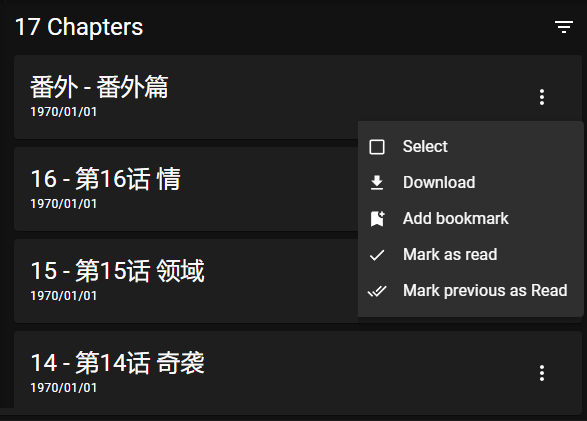 17 Chapters
番外 - 番外篇
1970/01/01
Select
Download
Add bookmark
Mark as read
Mark previous as Read
16 - 第16话 情
1970/01/01
15 - 第15话 领域
1970/01/01
14 - 第14话 奇袭
1970/01/01